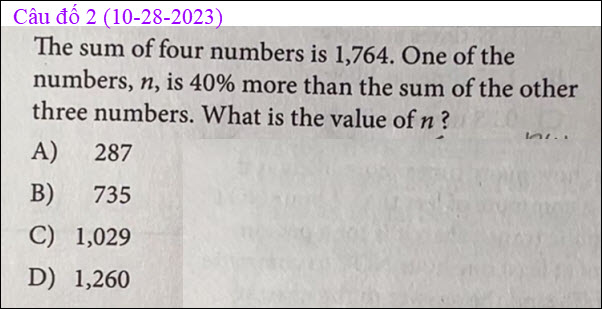 Câu đố 2 (10-28-2023)
The sum of four numbers is 1,764. One of the
numbers, n, is 40% more than the sum of the other
three numbers. What is the value of n ?
A) 287
B) 735
C) 1,029
D) 1,260